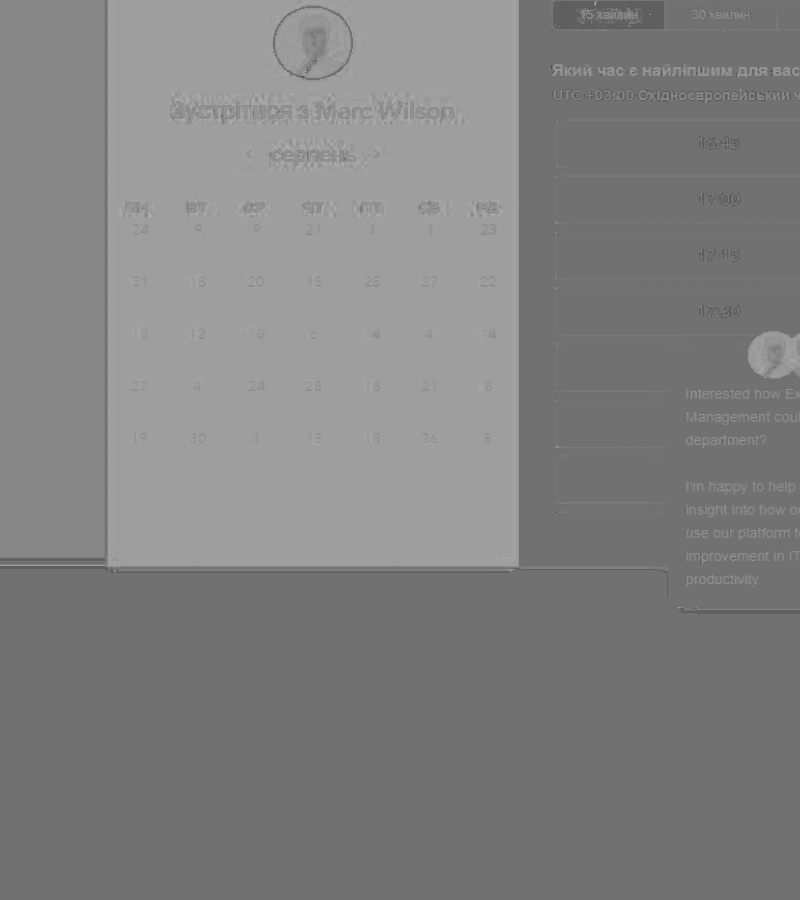 Зустрітися з Marc Wilson
< серпень >
ПН ВТ СР ЧТ ПТ СБ НД
24 9 9 21 1 1 23
31 18 20 15 26 27 22
16 12 10 6 14 4 14
27 4 24 28 18 21 6
19 30 1 15 18 26 5
15 хвилин 30 хвилин
Який час є найліпшим для вас
UTC +03:00 Східноєвропейський ч
16:45
17:00
17:15
17:30
Interested how Ex
Management coul
department?
I'm happy to help
insight into how o
use our platform t
improvement in IT
productivity.